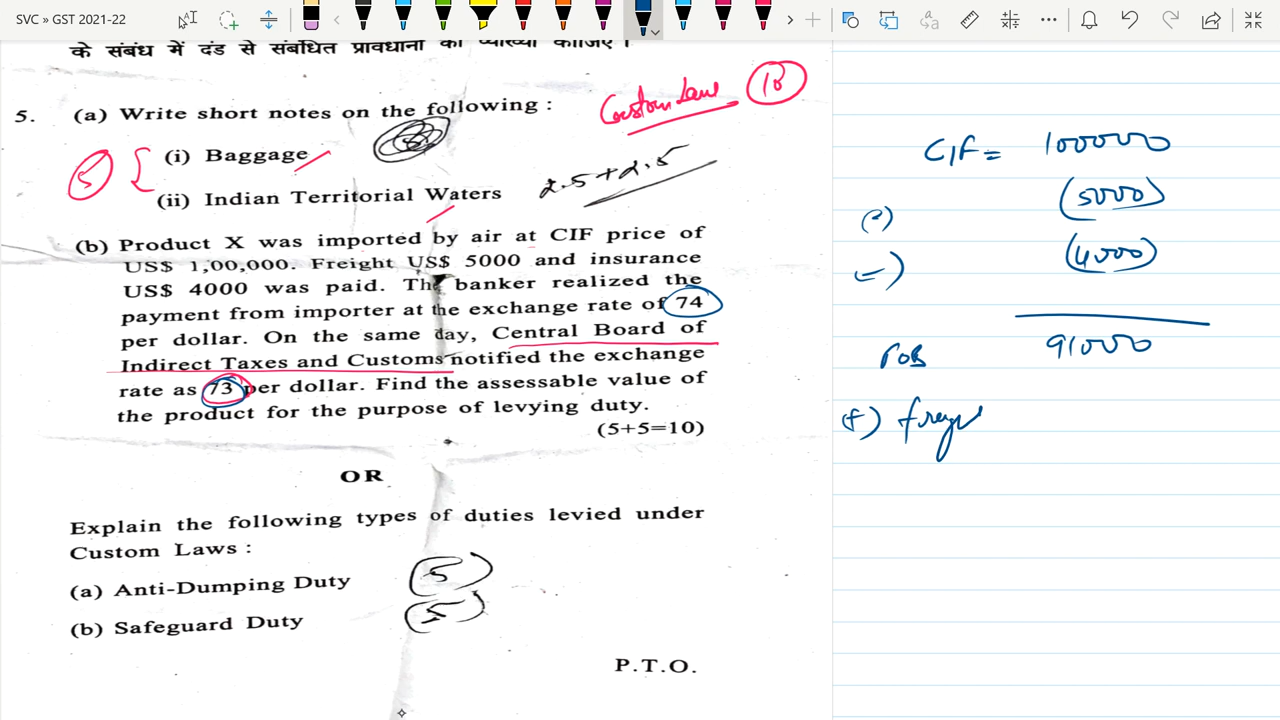 SVC » GST 2021-22
के संबंध में दंड से संबंधित प्रावधानों की व्याख्या कीजिए।
5. (a) Write short notes on the following :
Custom Law 10
(i) Baggage
5
(ii) Indian Territorial Waters
2.5+2.5
(b) Product X was imported by air at CIF price of
US$ 1,00,000. Freight US$ 5000 and insurance
US$ 4000 was paid. The banker realized the
payment from importer at the exchange rate of 74
per dollar. On the same day, Central Board of
Indirect Taxes and Customs notified the exchange
rate as 73 per dollar. Find the assessable value of
the product for the purpose of levying duty.
(5+5=10)
OR
Explain the following types of duties levied under
Custom Laws :
(a) Anti-Dumping Duty (5)
(b) Safeguard Duty (5)
P.T.O.
CIF = 100000
(-) (5000)
(-) (4000)
FOB 91000
(+)